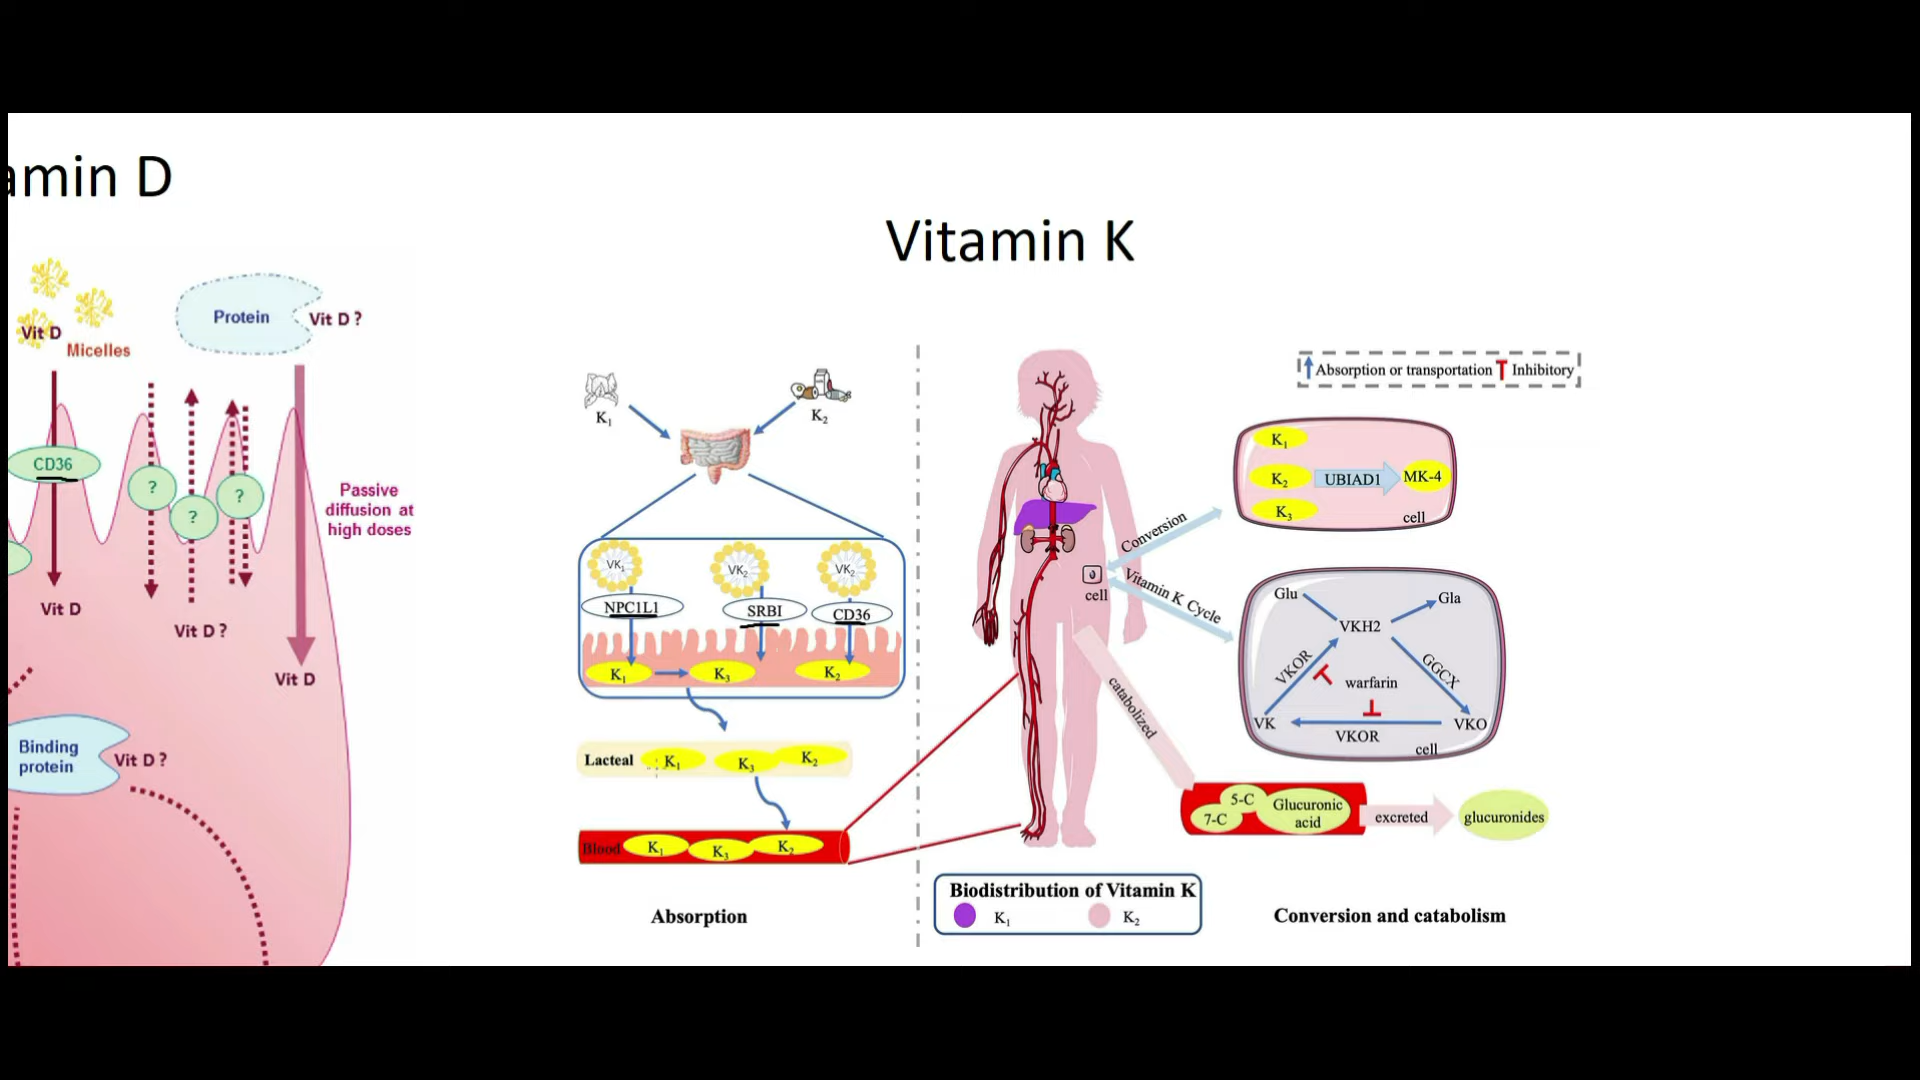 amin D
Vit D
Micelles
Protein
Vit D ?
CD36
?
?
?
Passive
diffusion at
high doses
Vit D
Vit D ?
Vit D
Binding
protein
Vit D ?
Vitamin K
K1
K2
VK1
VK2
VK2
NPC1L1
SRBI
CD36
K1
K3
K2
Lacteal
K1
K3
K2
Blood
K1
K3
K2
Absorption
Absorption or transportation
Inhibitory
K1
K2
K3
UBIAD1
MK-4
cell
Conversion
cell
Vitamin K Cycle
Glu
Gla
VKH2
VKOR
GGCX
warfarin
VK
VKO
VKOR
cell
catabolized
5-C
7-C
Glucuronic
acid
excreted
glucuronides
Biodistribution of Vitamin K
K1
K2
Conversion and catabolism